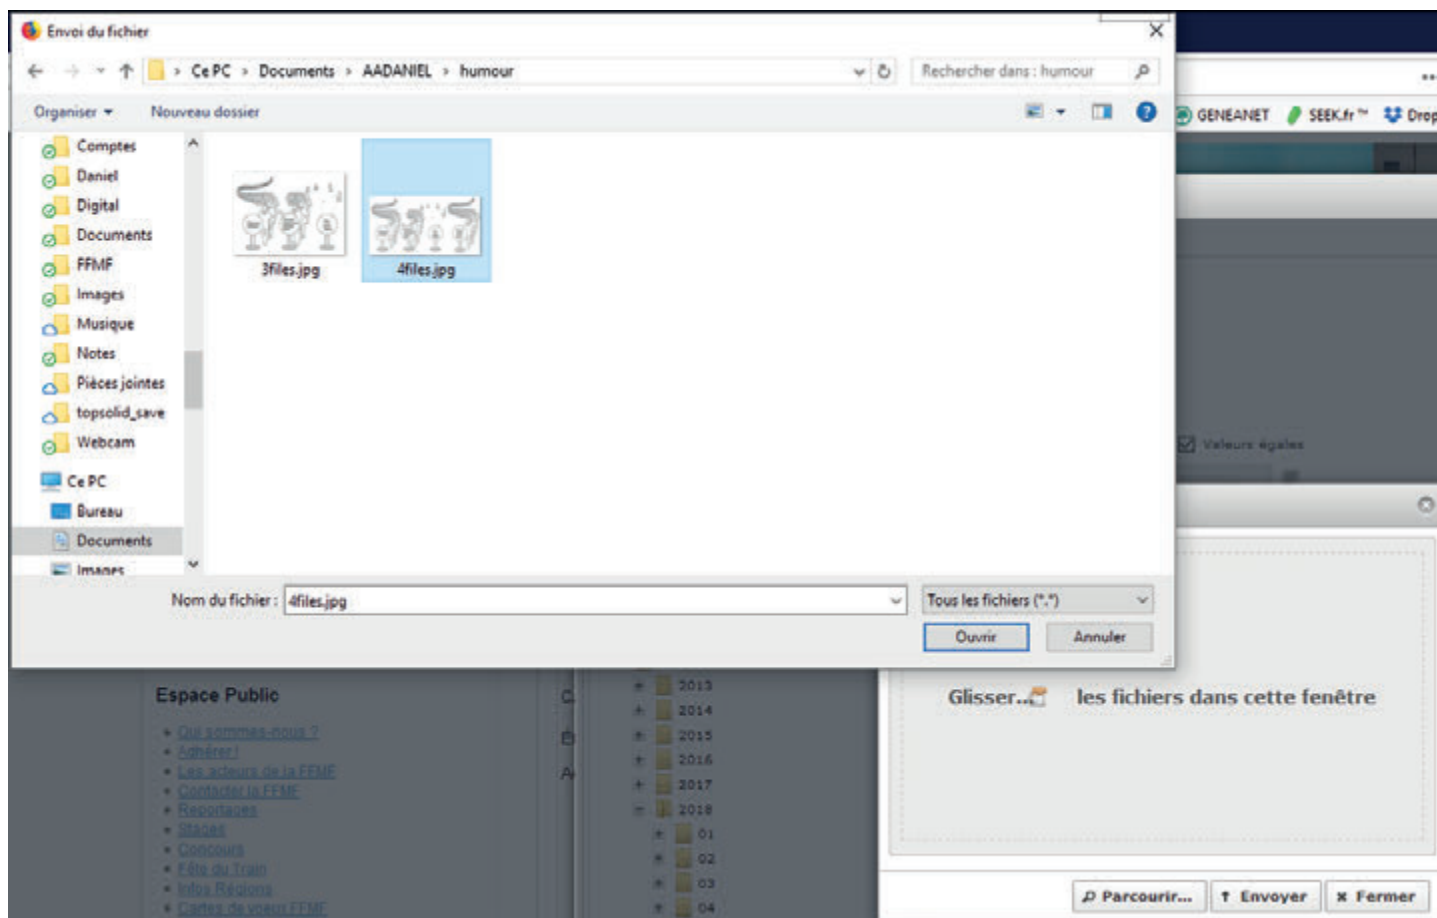 Envoi du fichier
Ce PC > Documents > AADANIEL > humour
Rechercher dans : humour
Organiser
Nouveau dossier
GENEANET
SEEK.fr™
Drop
Comptes
Daniel
Digital
Documents
FFMF
Images
Musique
Notes
Pièces jointes
topsolid_save
Webcam
Ce PC
Bureau
Documents
Images
3files.jpg
4files.jpg
Valeurs égales
Nom du fichier :
4files.jpg
Tous les fichiers (*.*)
Ouvrir
Annuler
Espace Public
Qui sommes-nous ?
Adhérer !
Les acteurs de la FFMF
Contacter la FFMF
Reportages
Stages
Concours
Fête du Train
Infos Régions
Cartes de voeux FFMF
2013
2014
2015
2016
2017
2018
01
02
03
04
Glisser... les fichiers dans cette fenêtre
Parcourir...
Envoyer
Fermer